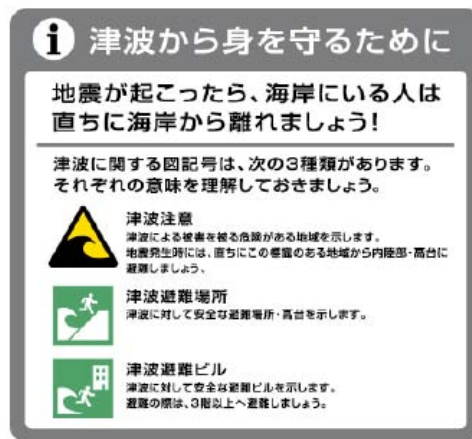 津波から身を守るために
地震が起こったら、海岸にいる人は
直ちに海岸から離れましょう!
津波に関する図記号は、次の3種類があります。
それぞれの意味を理解しておきましょう。
津波注意
津波による被害を被る危険がある地域を示します。
地震発生時には、直ちにこの標識のある地域から内陸部・高台に
避難しましょう、
津波避難場所
津波に対して安全な避難場所・高台を示します。
津波避難ビル
津波に対して安全な避難ビルを示します。
避難の際は、3階以上へ避難しましょう。